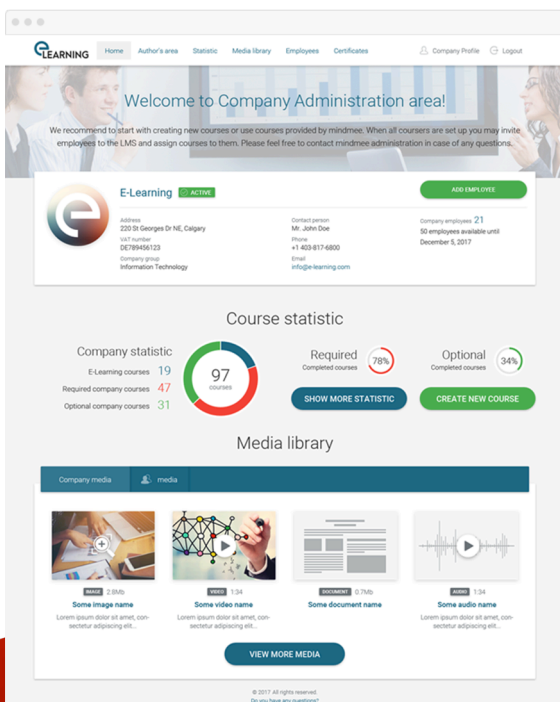 eLEARNING
Home Author's area Statistic Media library Employees Certificates Company Profile Logout
Welcome to Company Administration area!
We recommend to start with creating new courses or use courses provided by mindmee. When all coursers are set up you may invite
employees to the LMS and assign courses to them. Please feel free to contact mindmee administration in case of any questions.
E-Learning ACTIVE
ADD EMPLOYEE
Address
220 St Georges Dr NE, Calgary
VAT number
DE789456123
Company group
Information Technology
Contact person
Mr. John Doe
Phone
+1 403-817-6800
Email
info@e-learning.com
Company employees 21
50 employees available until
December 5, 2017
Course statistic
Company statistic
E-Learning courses 19
Required company courses 47
Optional company courses 31
97
courses
Required
Completed courses
78%
Optional
Completed courses
34%
SHOW MORE STATISTIC
CREATE NEW COURSE
Media library
Company media
media
IMAGE 2.8Mb
Some image name
Lorem ipsum dolor sit amet, con-
sectetur adipiscing elit...
VIDEO 1:34
Some video name
Lorem ipsum dolor sit amet, con-
sectetur adipiscing elit...
DOCUMENT 0.7Mb
Some document name
AUDIO 1:34
Some audio name
Lorem ipsum dolor sit amet, con-
sectetur adipiscing elit...
VIEW MORE MEDIA
© 2017 All rights reserved.
Do you have any questions?